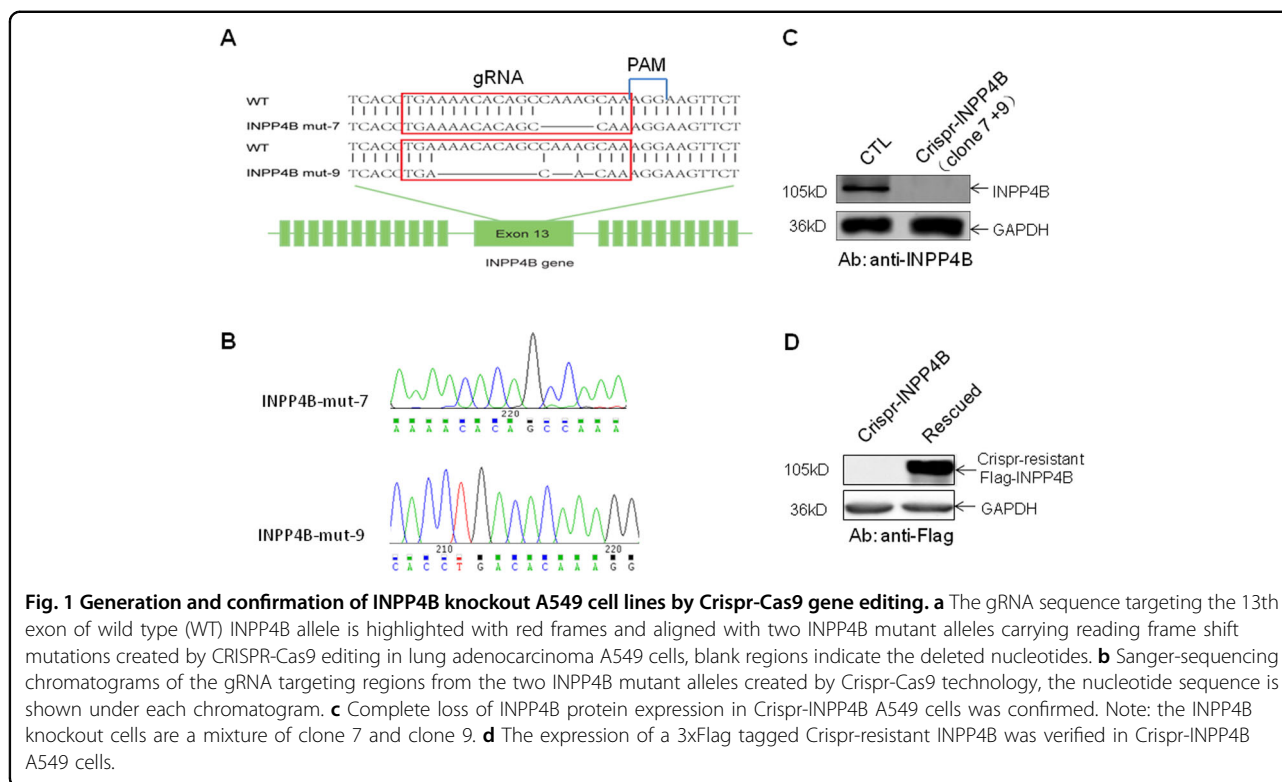 A
gRNA
PAM
WT
TCACCTGAAAACACAGCCAAAGCAAAGGAAGTTCT
INPP4B mut-7
TCACCTGAAAACACAGC————CAAAGGAAGTTCT
WT
TCACCTGAAAACACAGCCAAAGCAAAGGAAGTTCT
INPP4B mut-9
TCACCTGA————————C—A—CAAAGGAAGTTCT
Exon 13
INPP4B gene
B
INPP4B-mut-7
220
A A A A C A C A G C C A A A
INPP4B-mut-9
210 220
C A C C T G A C A C A A A G G
C
CTL
Crispr-INPP4B
(clone 7 +9)
105kD
INPP4B
36kD
GAPDH
Ab: anti-INPP4B
D
Crispr-INPP4B
Rescued
105kD
Crispr-resistant
Flag-INPP4B
36kD
GAPDH
Ab: anti-Flag
Fig. 1 Generation and confirmation of INPP4B knockout A549 cell lines by Crispr-Cas9 gene editing. a The gRNA sequence targeting the 13th
exon of wild type (WT) INPP4B allele is highlighted with red frames and aligned with two INPP4B mutant alleles carrying reading frame shift
mutations created by CRISPR-Cas9 editing in lung adenocarcinoma A549 cells, blank regions indicate the deleted nucleotides. b Sanger-sequencing
chromatograms of the gRNA targeting regions from the two INPP4B mutant alleles created by Crispr-Cas9 technology, the nucleotide sequence is
shown under each chromatogram. c Complete loss of INPP4B protein expression in Crispr-INPP4B A549 cells was confirmed. Note: the INPP4B
knockout cells are a mixture of clone 7 and clone 9. d The expression of a 3xFlag tagged Crispr-resistant INPP4B was verified in Crispr-INPP4B
A549 cells.